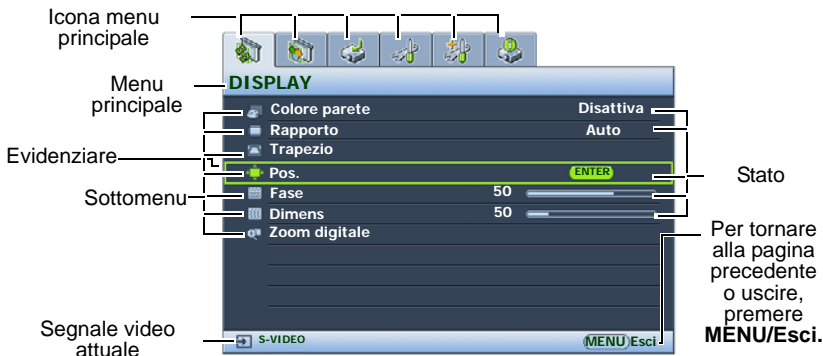 Icona menu
principale
Menu
principale
DISPLAY
Colore parete Disattiva
Rapporto Auto
Trapezio
Evidenziare
Pos. ENTER
Stato
Sottomenu
Fase 50
Dimens 50
Zoom digitale
Per tornare
alla pagina
precedente
o uscire,
premere
MENU/Esci.
Segnale video
attuale
S-VIDEO
MENU Esci